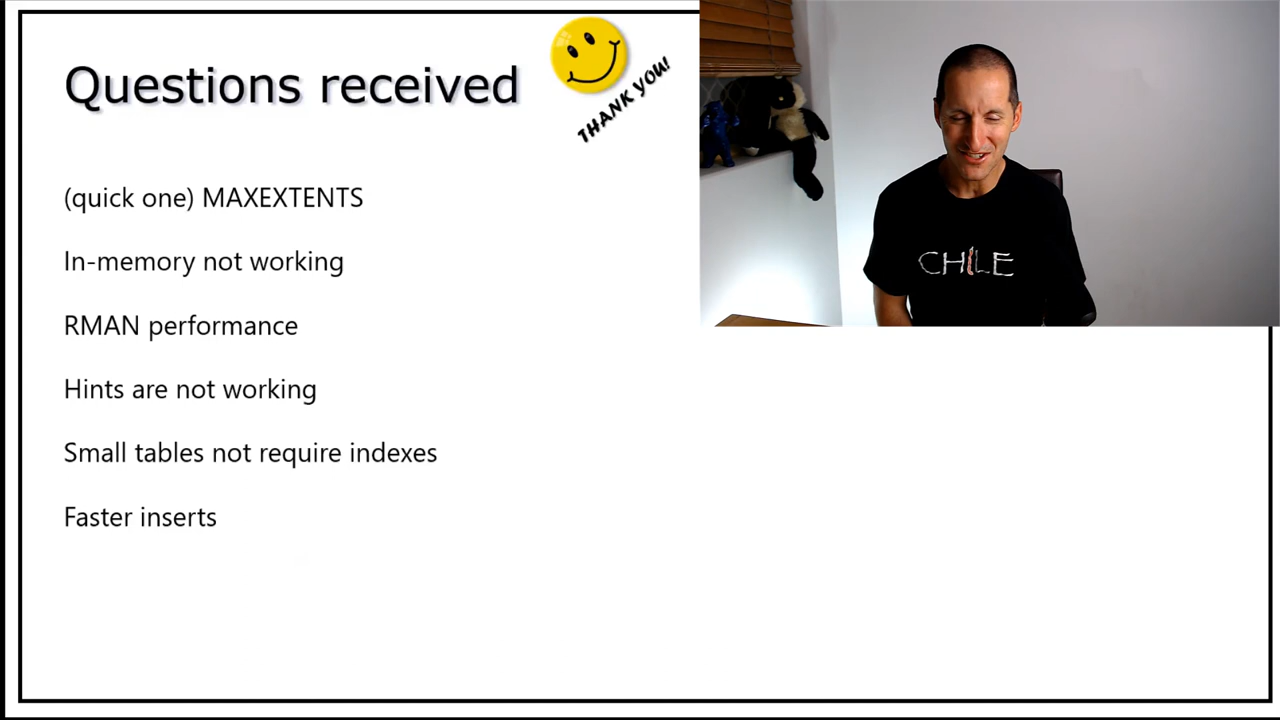 Questions received
THANK YOU!
(quick one) MAXEXTENTS
In-memory not working
RMAN performance
Hints are not working
Small tables not require indexes
Faster inserts
CHILE